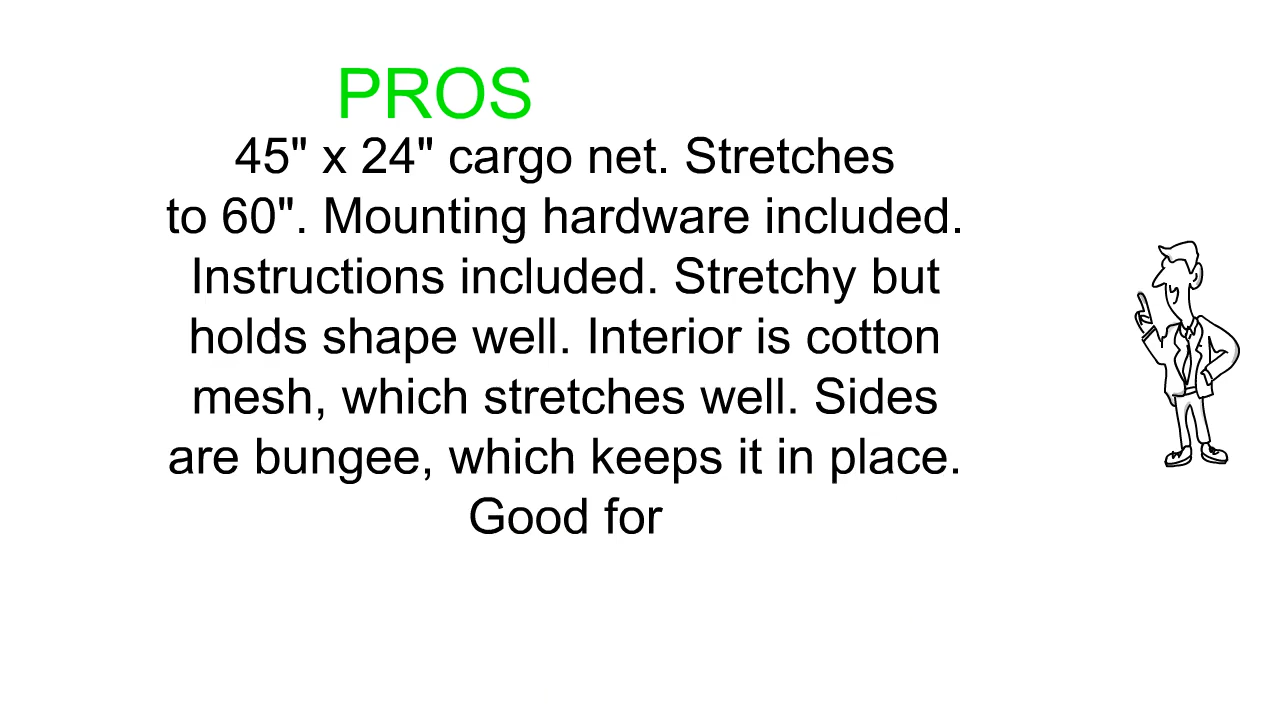 PROS
45" x 24" cargo net. Stretches
to 60". Mounting hardware included.
Instructions included. Stretchy but
holds shape well. Interior is cotton
mesh, which stretches well. Sides
are bungee, which keeps it in place.
Good for